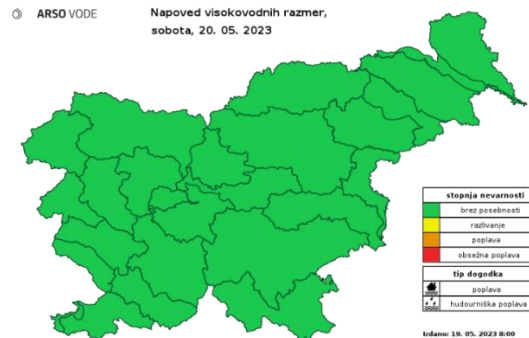 ARSO VODE
Napoved visokovodnih razmer,
sobota, 20. 05. 2023
stopnja nevarnosti
brez posebnosti
razlivanje
poplava
obsežna poplava
tip dogodka
poplava
hudourniška poplava
Izdano: 19. 05. 2023 8:00